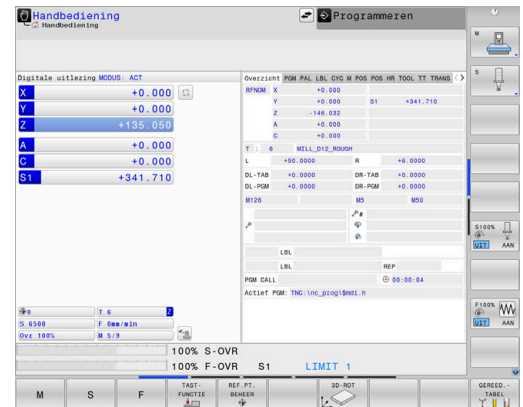 Handbediening
Handbediening
Programmeren
Digitale uitlezing MODUS: ACT
X +0.000
Y +0.000
Z +135.050
A +0.000
C +0.000
S1 +341.710
0 T 6 Z
S 6500 F 0mm/min
Ovr 100% M 5/9
Overzicht PGM PAL LBL CYC M POS POS HR TOOL TT TRANS
RFNOM X +0.000
Y +0.000 S1 +341.710
Z -146.032
A +0.000
C +0.000
T : 6 MILL_D12_ROUGH
L +50.0000 R +6.0000
DL-TAB +0.0000 DR-TAB +0.0000
DL-PGM +0.0000 DR-PGM +0.0000
M126 M5 M50
P#
P
LBL
LBL REP
PGM CALL 00:00:04
Actief PGM: TNC:\nc_prog\$mdi.h
100% S-OVR
100% F-OVR S1 LIMIT 1
M
S
F
TAST-
FUNCTIE
REF.PT.
BEHEER
3D-ROT
GEREED.-
TABEL
M
S
S100%
UIT AAN
F100%
UIT AAN